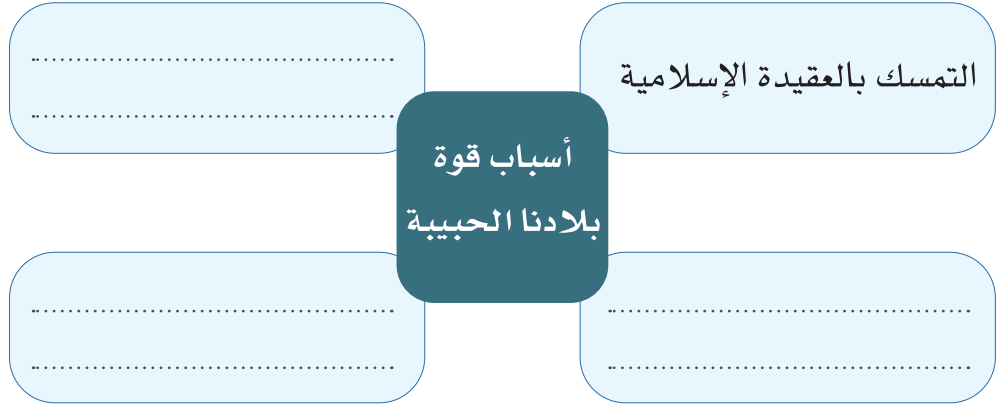 التمسك بالعقيدة الإسلامية
أسباب قوة
بلادنا الحبيبة